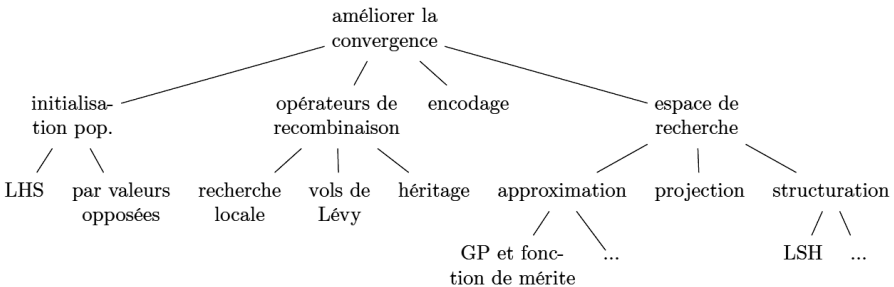 améliorer la
convergence
initialisa-
tion pop.
opérateurs de
recombinaison
encodage
espace de
recherche
LHS
par valeurs
opposées
recherche
locale
vols de
Lévy
héritage
approximation
projection
structuration
GP et fonc-
tion de mérite
...
LSH
...